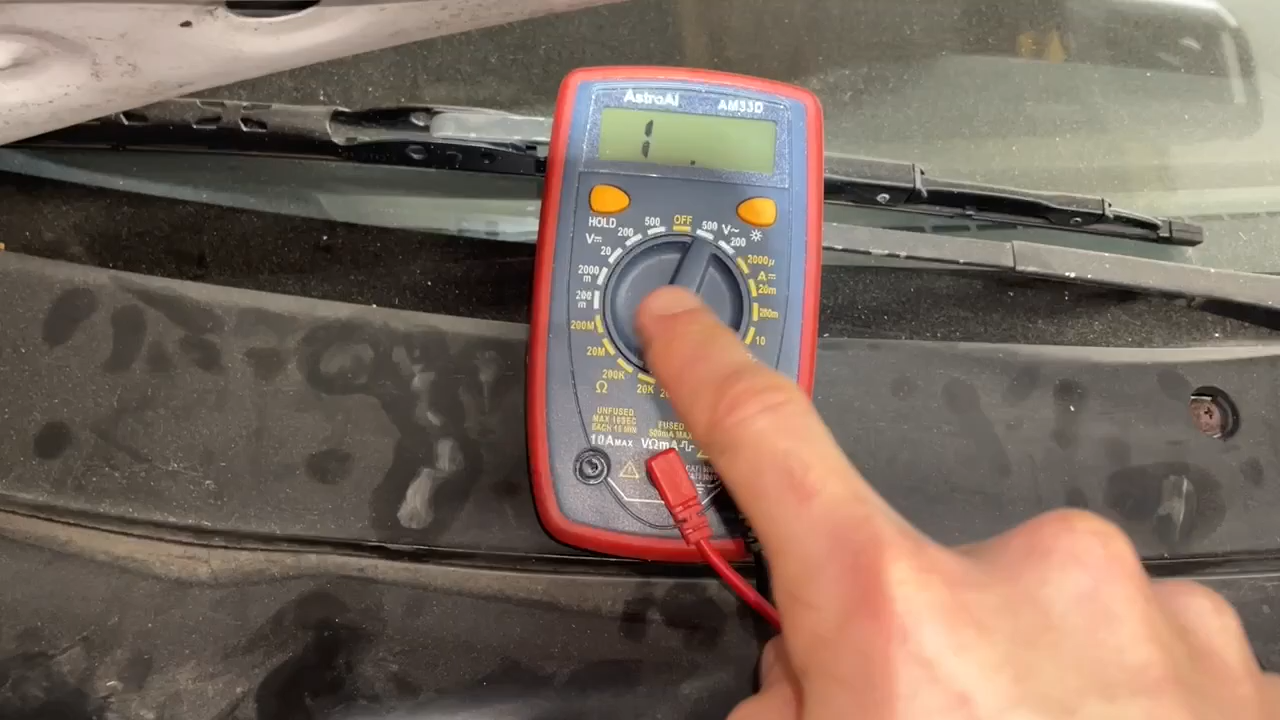 AstroAI AM33D
1 .
HOLD
500 OFF 500 V~
200 200
V⎓
20 2000µ
2000 A⎓
m 20m
200
m 200m
200M 10
20M
200K
Ω 20K
UNFUSED
MAX 10SEC
EACH 15 MIN
FUSED
500mA MAX
10AMAX VΩmA